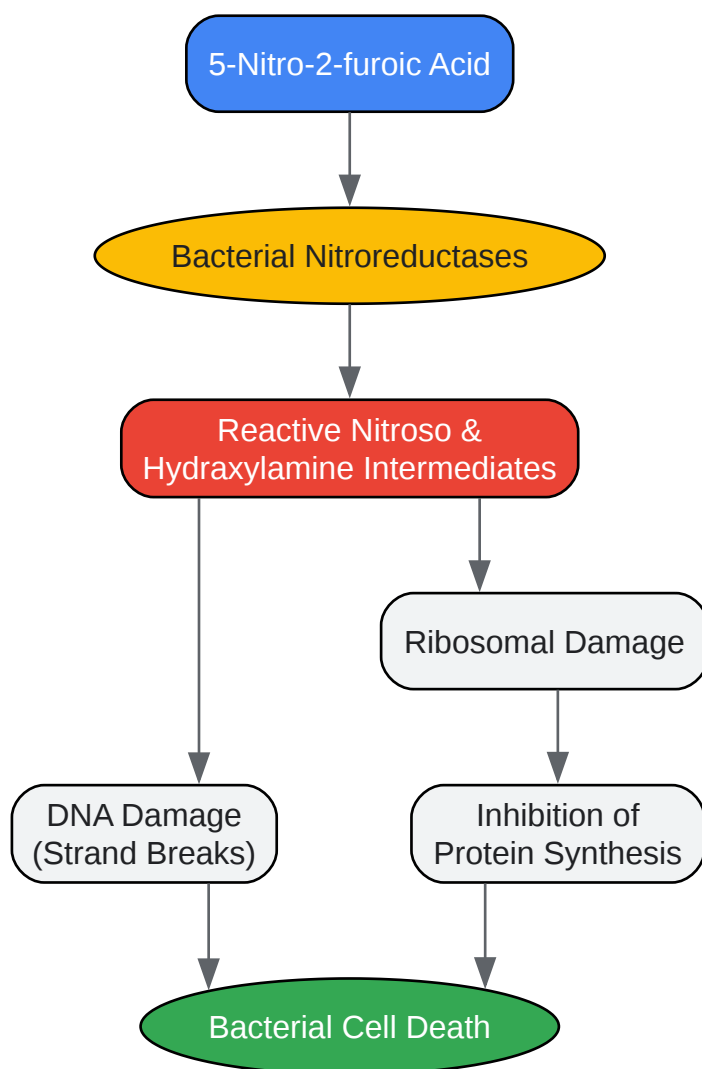 5-Nitro-2-furoic Acid
Bacterial Nitroreductases
Reactive Nitroso &
Hydraxylamine Intermediates
Ribosomal Damage
DNA Damage
(Strand Breaks)
Inhibition of
Protein Synthesis
Bacterial Cell Death